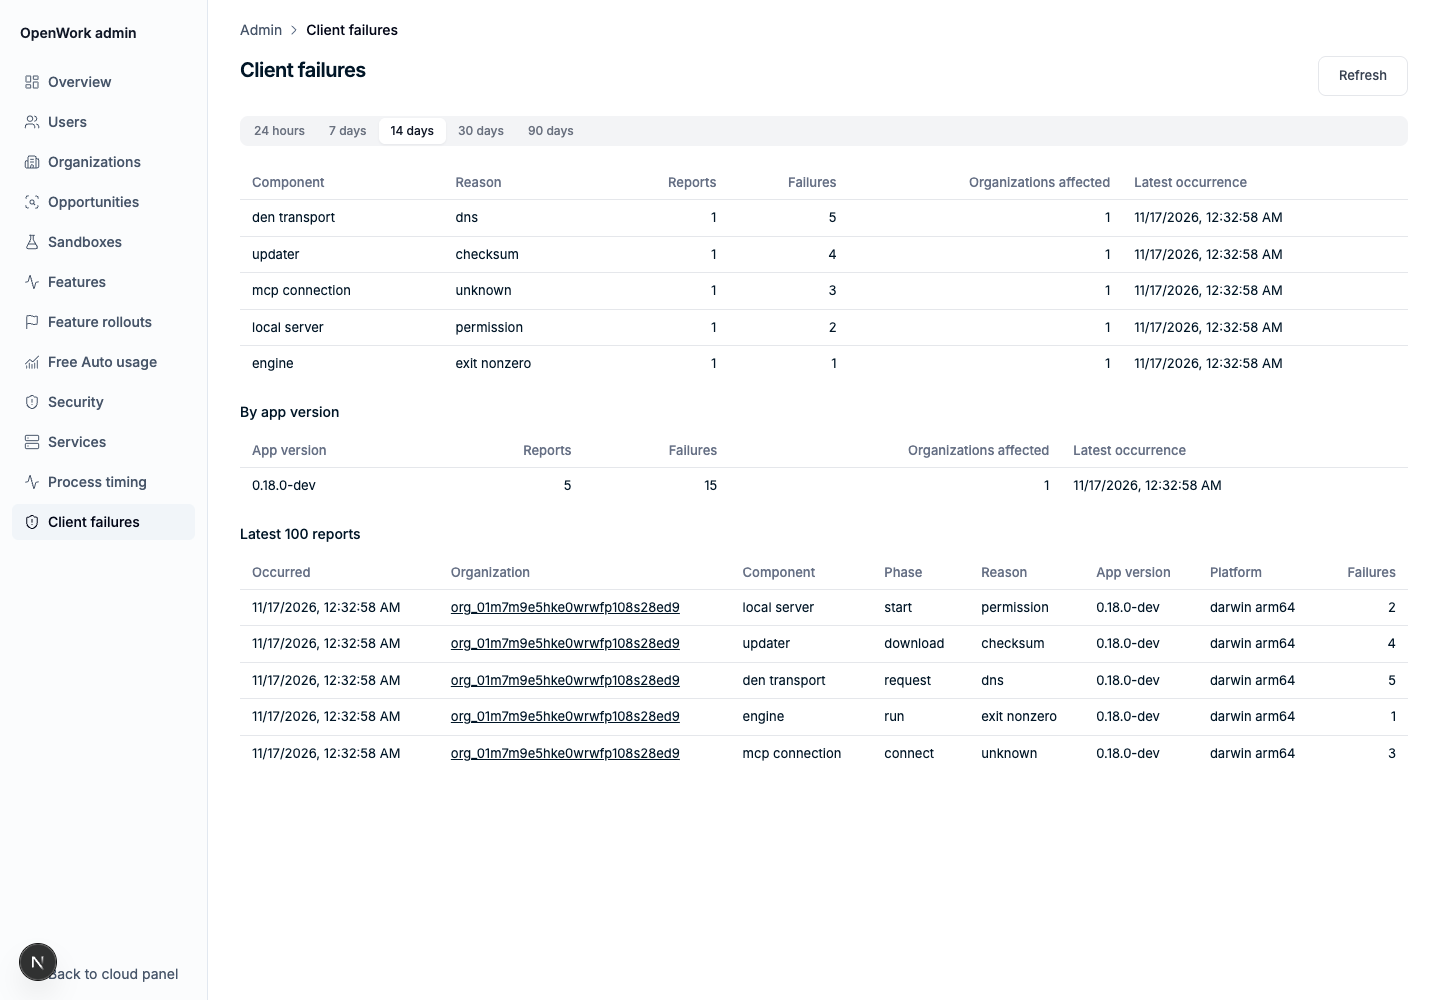 OpenWork admin
Overview
Users
Organizations
Opportunities
Sandboxes
Features
Feature rollouts
Free Auto usage
Security
Services
Process timing
Client failures
Back to cloud panel
N
Admin > Client failures
Client failures
Refresh
24 hours 7 days 14 days 30 days 90 days
Component Reason Reports Failures Organizations affected Latest occurrence
den transport dns 1 5 1 11/17/2026, 12:32:58 AM
updater checksum 1 4 1 11/17/2026, 12:32:58 AM
mcp connection unknown 1 3 1 11/17/2026, 12:32:58 AM
local server permission 1 2 1 11/17/2026, 12:32:58 AM
engine exit nonzero 1 1 1 11/17/2026, 12:32:58 AM
By app version
App version Reports Failures Organizations affected Latest occurrence
0.18.0-dev 5 15 1 11/17/2026, 12:32:58 AM
Latest 100 reports
Occurred Organization Component Phase Reason App version Platform Failures
11/17/2026, 12:32:58 AM org_01m7m9e5hke0wrwfp108s28ed9 local server start permission 0.18.0-dev darwin arm64 2
11/17/2026, 12:32:58 AM org_01m7m9e5hke0wrwfp108s28ed9 updater download checksum 0.18.0-dev darwin arm64 4
11/17/2026, 12:32:58 AM org_01m7m9e5hke0wrwfp108s28ed9 den transport request dns 0.18.0-dev darwin arm64 5
11/17/2026, 12:32:58 AM org_01m7m9e5hke0wrwfp108s28ed9 engine run exit nonzero 0.18.0-dev darwin arm64 1
11/17/2026, 12:32:58 AM org_01m7m9e5hke0wrwfp108s28ed9 mcp connection connect unknown 0.18.0-dev darwin arm64 3